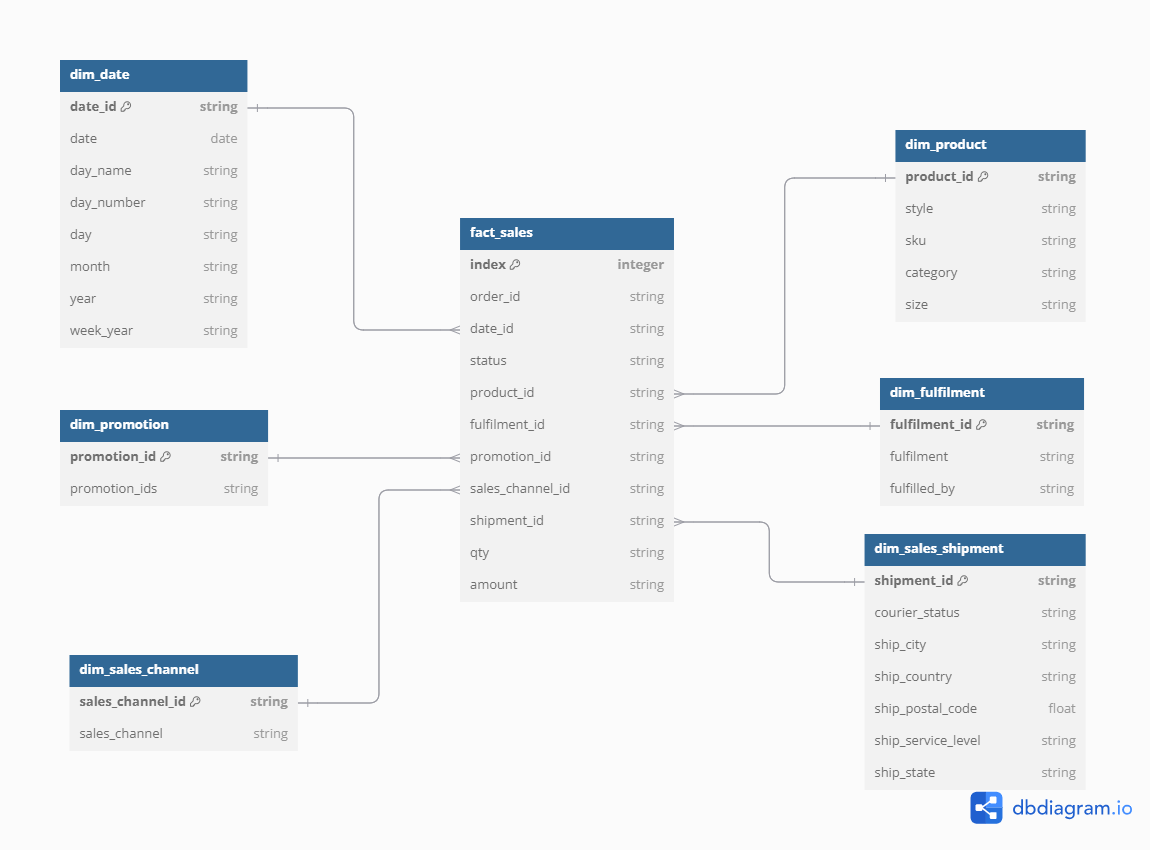 dim_date
date_id string
date date
day_name string
day_number string
day string
month string
year string
week_year string
dim_promotion
promotion_id string
promotion_ids string
dim_sales_channel
sales_channel_id string
sales_channel string
fact_sales
index integer
order_id string
date_id string
status string
product_id string
fulfilment_id string
promotion_id string
sales_channel_id string
shipment_id string
qty string
amount string
dim_product
product_id string
style string
sku string
category string
size string
dim_fulfilment
fulfilment_id string
fulfilment string
fulfilled_by string
dim_sales_shipment
shipment_id string
courier_status string
ship_city string
ship_country string
ship_postal_code float
ship_service_level string
ship_state string
dbdiagram.io